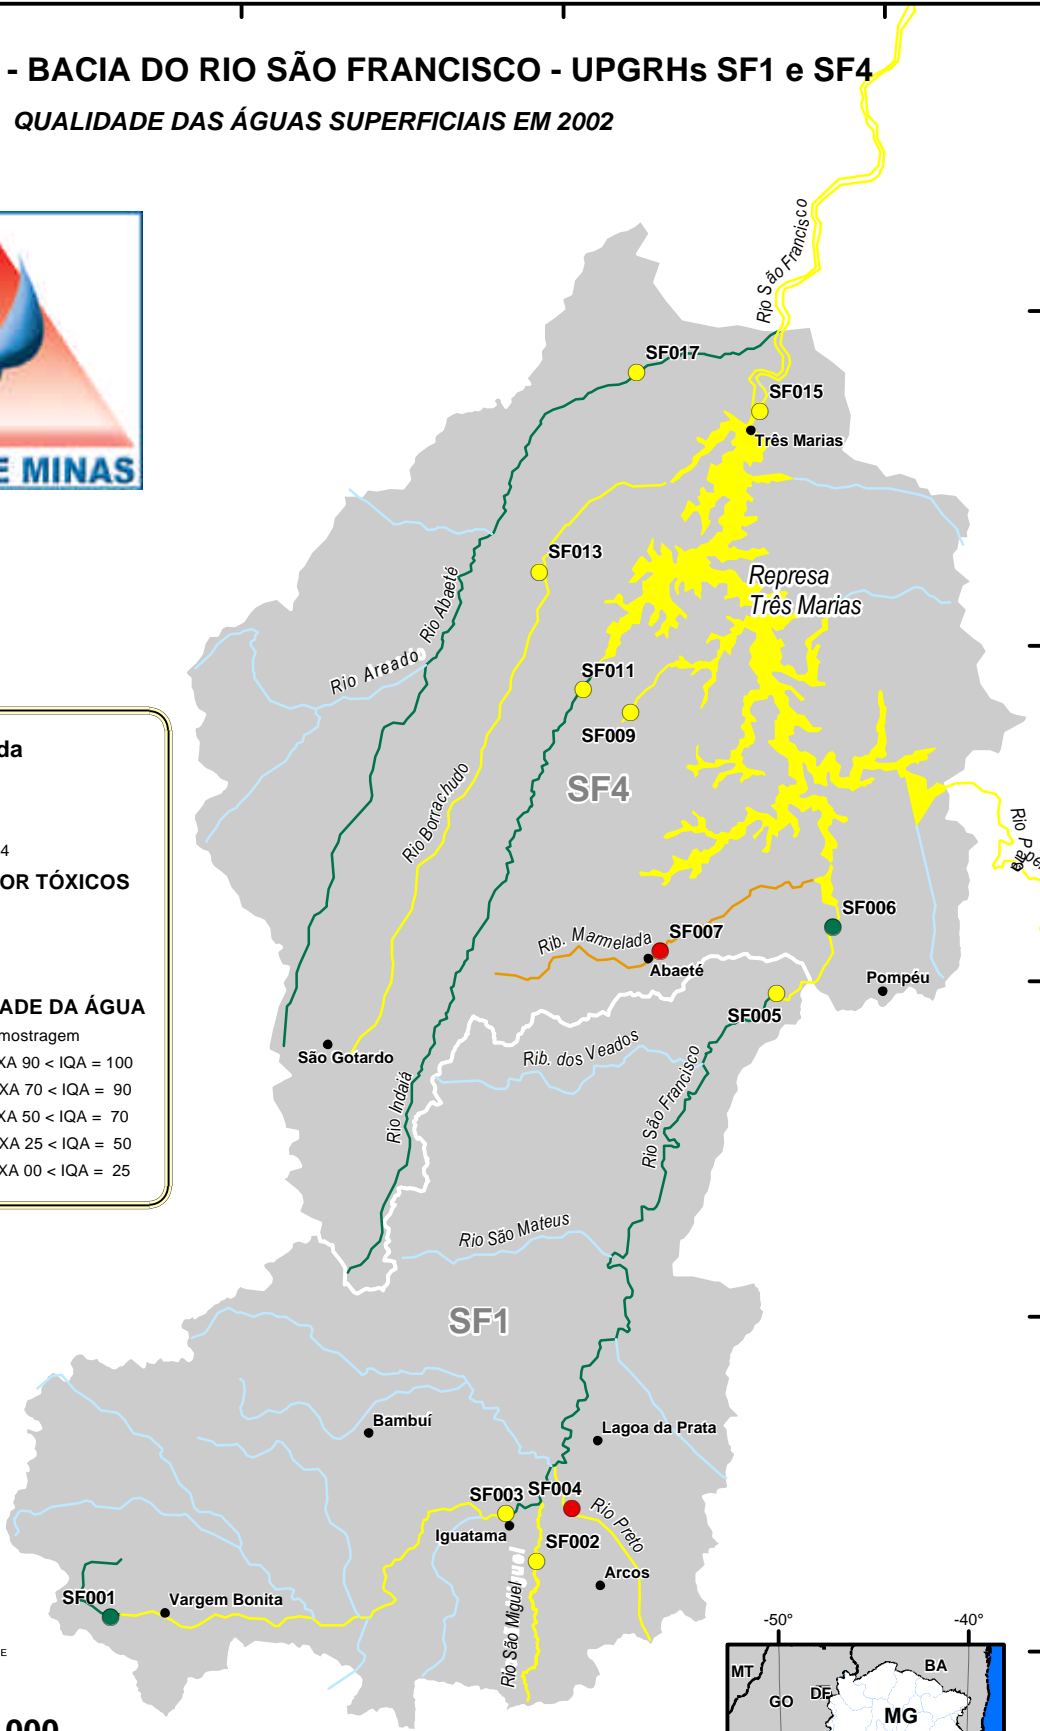 - BACIA DO RIO SÃO FRANCISCO - UPGRHs SF1 e SF4
QUALIDADE DAS ÁGUAS SUPERFICIAIS EM 2002
E MINAS
Rio São Francisco
SF017
SF015
Três Marias
SF013
Represa
Três Marias
Rio Abaeté
Rio Areado
SF011
SF009
SF4
Rio Borrachudo
Rio Pará
SF006
SF007
Rib. Marmelada
Abaeté
Pompéu
SF005
São Gotardo
Rib. dos Veados
Rio São Francisco
Rio Indaiá
Rio São Mateus
SF1
da
4
OR TÓXICOS
ADE DA ÁGUA
mostragem
XA 90 < IQA = 100
XA 70 < IQA = 90
XA 50 < IQA = 70
XA 25 < IQA = 50
XA 00 < IQA = 25
Bambuí
Lagoa da Prata
SF003
SF004
Rio Preto
Iguatama
SF002
Arcos
SF001
Vargem Bonita
Rio São Miguel
E
000
-50°
-40°
MT
GO
DF
BA
MG